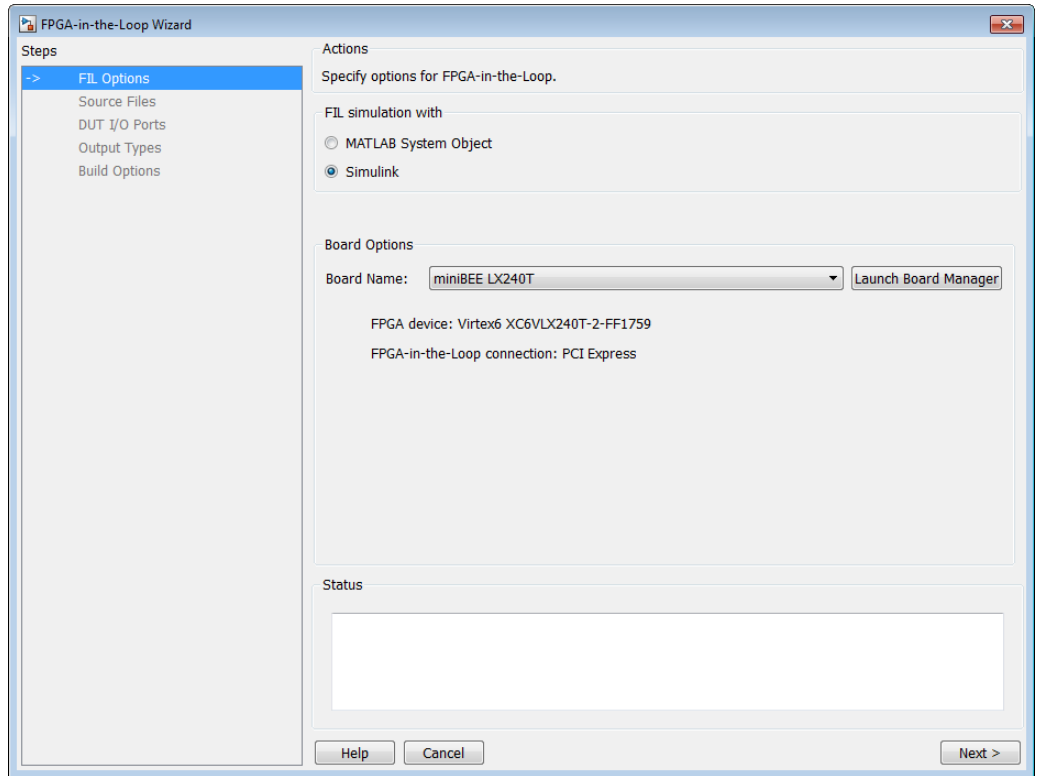 FPGA-in-the-Loop Wizard
Steps
-> FIL Options
Source Files
DUT I/O Ports
Output Types
Build Options
Actions
Specify options for FPGA-in-the-Loop.
FIL simulation with
MATLAB System Object
Simulink
Board Options
Board Name: miniBEE LX240T Launch Board Manager
FPGA device: Virtex6 XC6VLX240T-2-FF1759
FPGA-in-the-Loop connection: PCI Express
Status
Help Cancel Next >